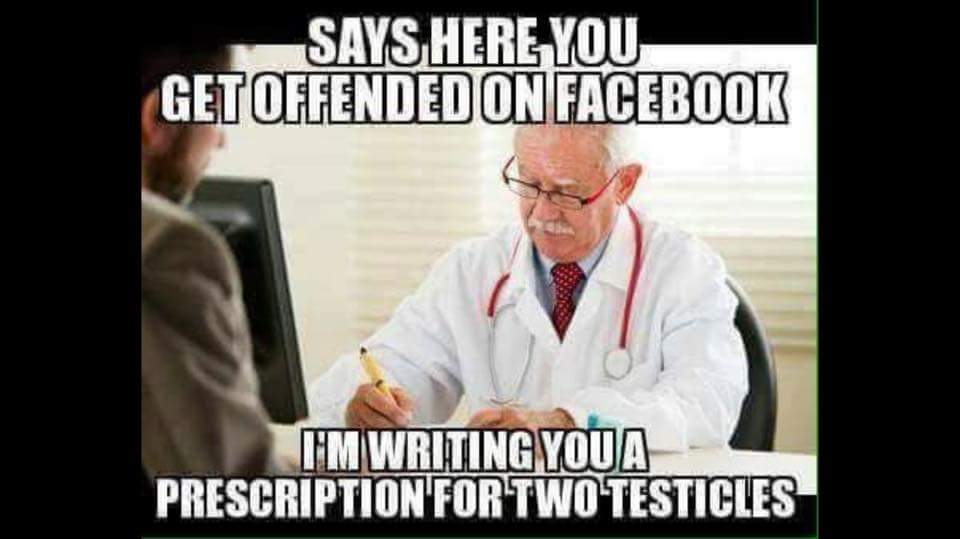 SAYS HERE YOU
GET OFFENDED ON FACEBOOK
I'M WRITING YOU A
PRESCRIPTION FOR TWO TESTICLES